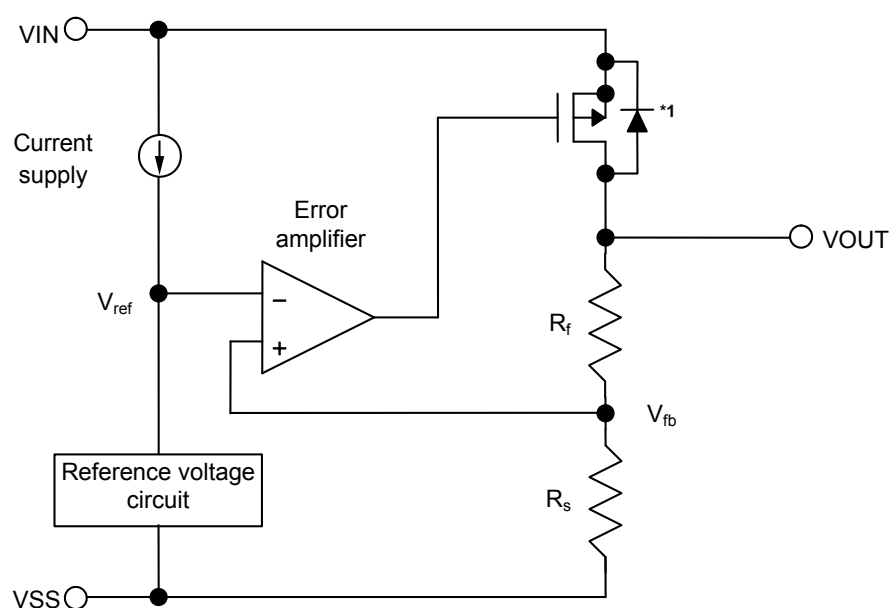 VIN
*1
Current
supply
Error
amplifier
VOUT
Vref
−
+
Rf
Vfb
Reference voltage
circuit
Rs
VSS